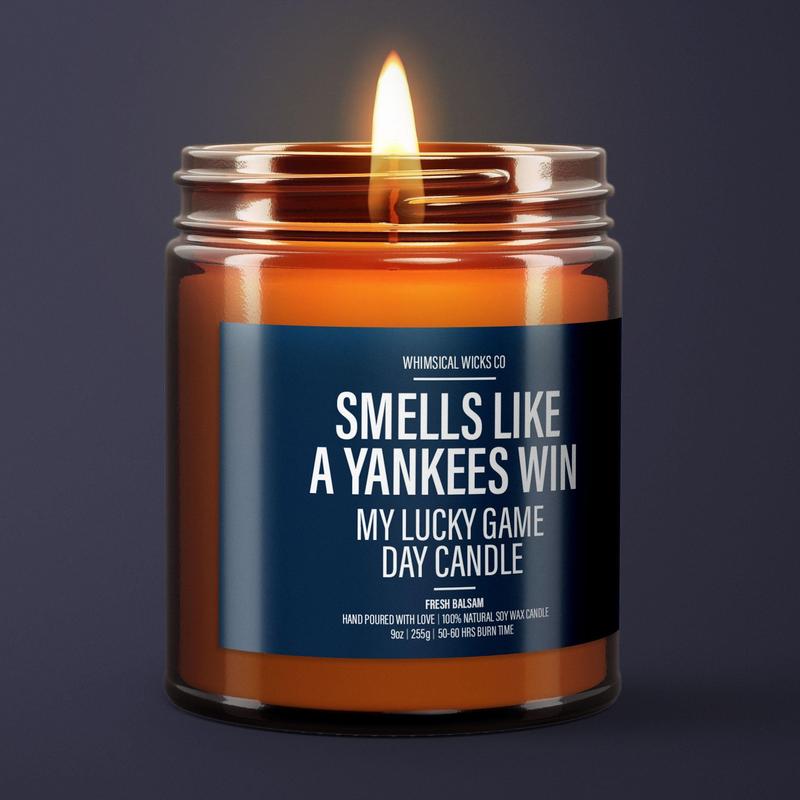 WHIMSICAL WICKS CO
SMELLS LIKE
A YANKEES WIN
MY LUCKY GAME
DAY CANDLE
FRESH BALSAM
HAND POURED WITH LOVE | 100% NATURAL SOY WAX CANDLE
9oz | 255g | 50-60 HRS BURN TIME